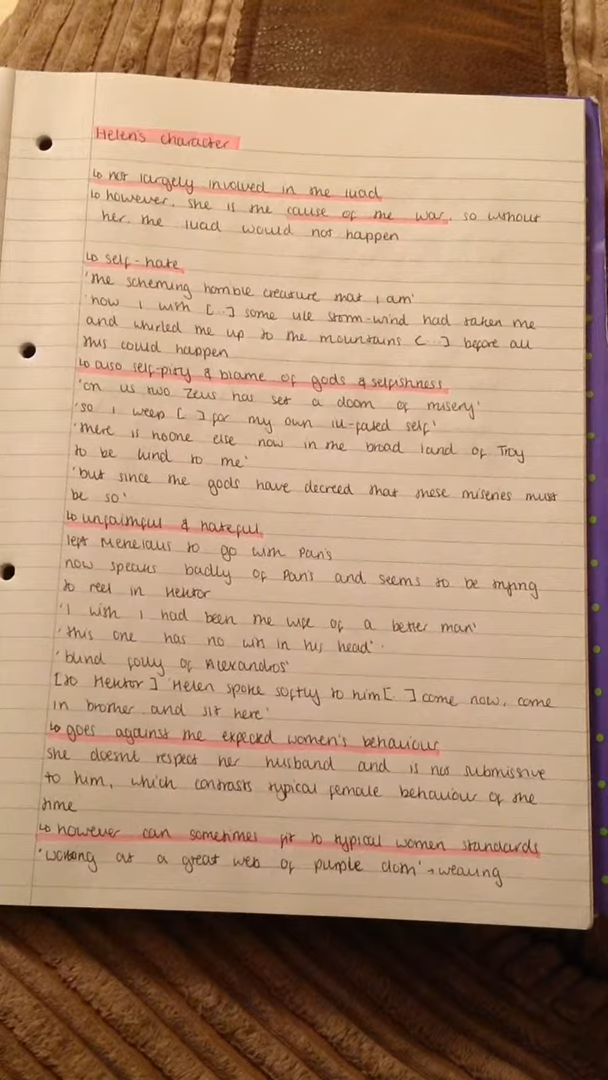 Helen's character
↳ not largely involved in the iliad
↳ however, she is the cause of the war, so without
her, the iliad would not happen
↳ self-hate
'the scheming horrible creature that I am'
'now I wish [..] some vile storm-wind had taken me
and whirled me up to the mountains [..] before all
this could happen
↳ also self-pity & blame of gods & selfishness
'on us two Zeus has set a doom of misery'
'so I weep [ ] for my own ill-fated self'
'there is noone else now in the broad land of Troy
to be kind to me'
'but since the gods have decreed that these miseries must
be so'
↳ unfaithful & hateful
left Menelaus to go with Paris
now speaks badly of Paris and seems to be trying
to reel in Hektor
'I wish I had been the wife of a better man'
'this one has no wits in his head'
'blind folly of Alexandros'
[to Hektor] 'Helen spoke softly to him [..] come now, come
in brother and sit here'
↳ goes against the expected women's behaviour
she doesnt respect her husband and is not submissive
to him, which contrasts typical female behaviour of the
time
↳ however can sometimes fit to typical women standards
'working at a great web of purple cloth' → weaving